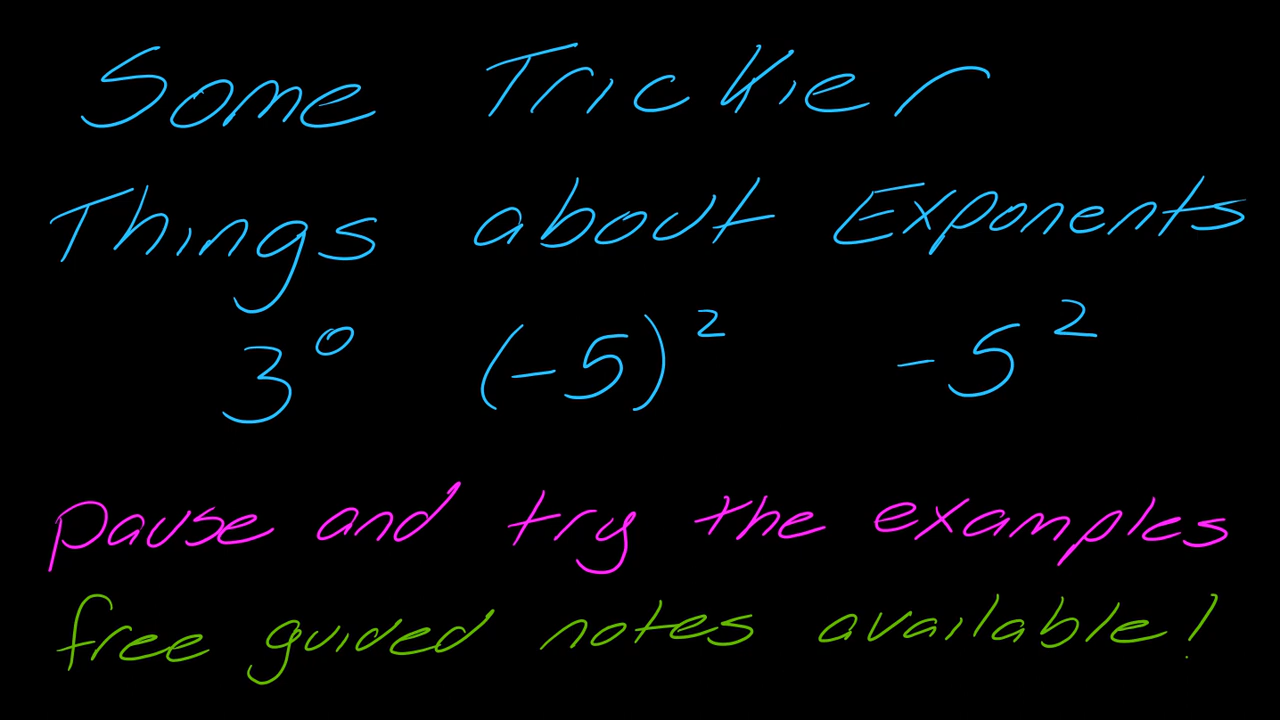 Some Trickier
Things about Exponents
3⁰ (-5)² -5²
pause and try the examples
free guided notes available!